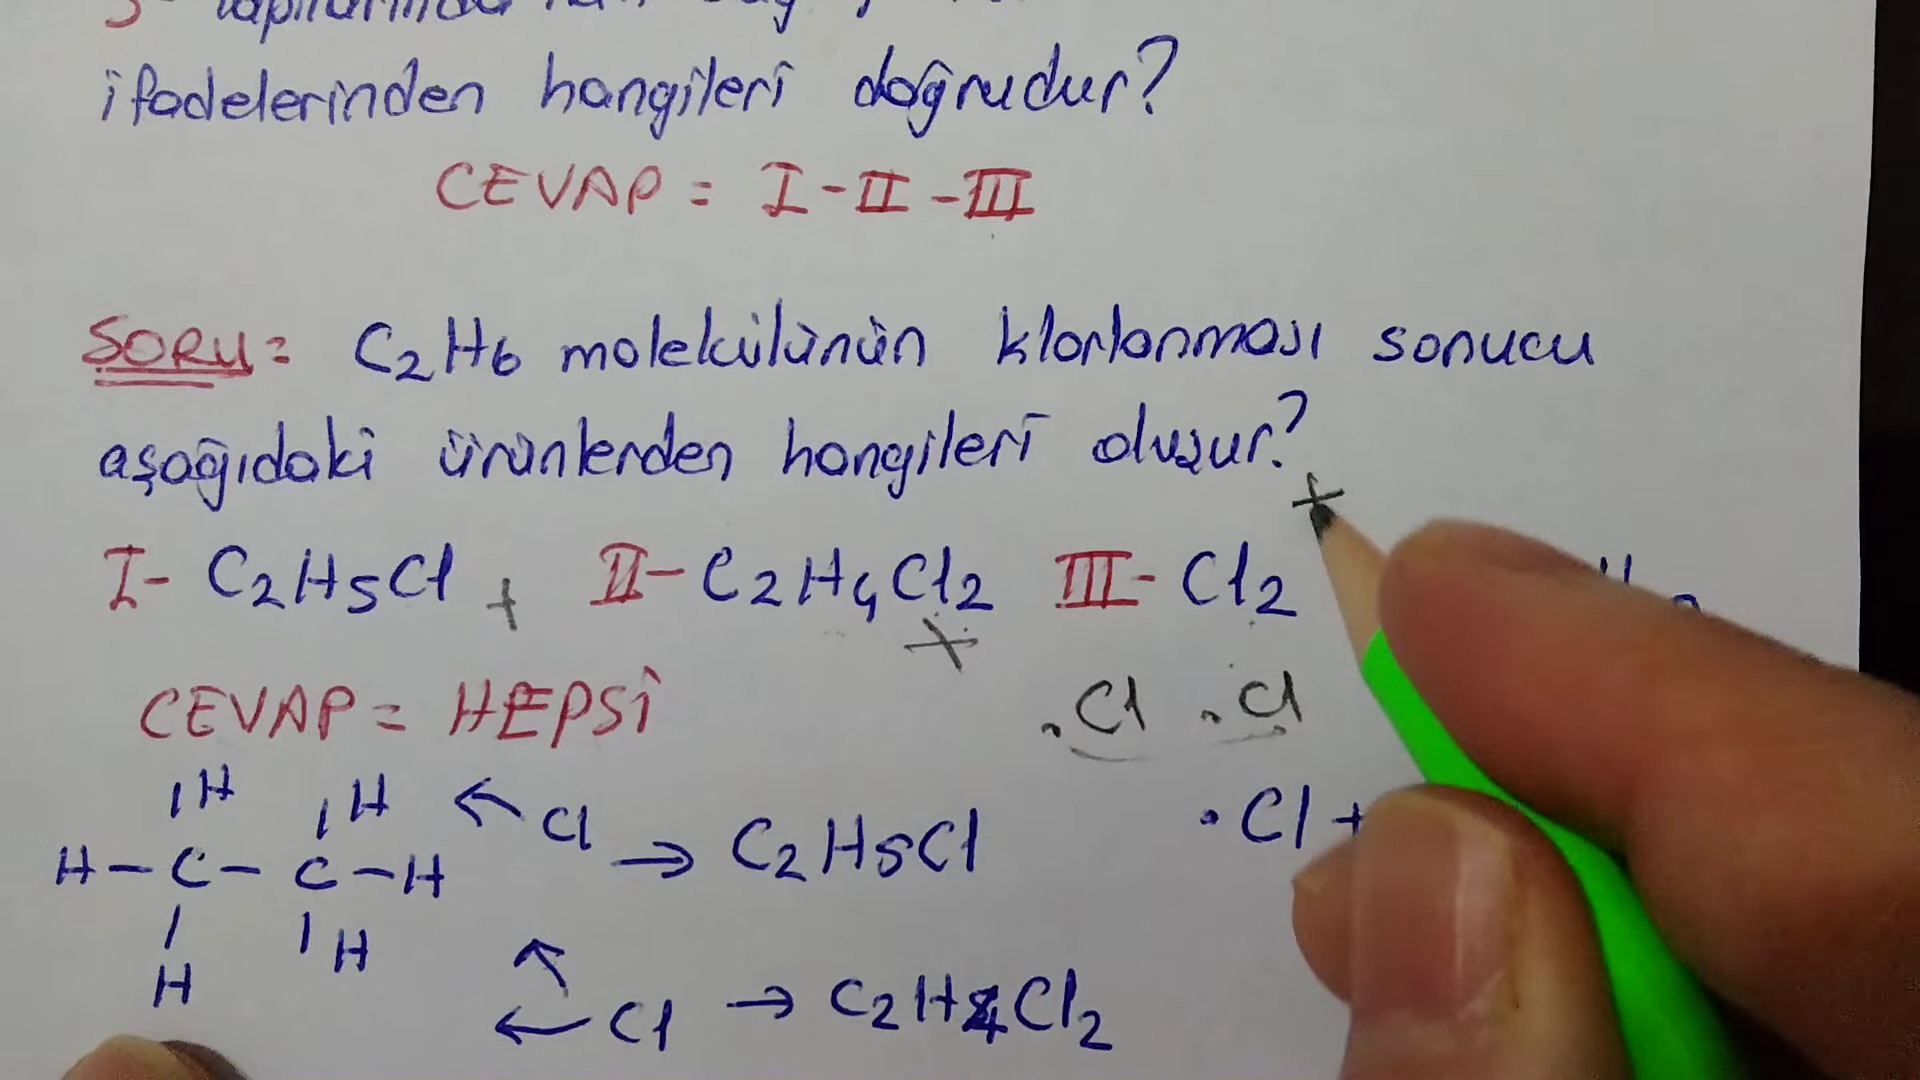 ifadelerinden hangileri doğrudur?
CEVAP = I - II - III
SORU = C2H6 molekülünün klorlanması sonucu
aşağıdaki ürünlerden hangileri oluşur?
I- C2H5Cl + II- C2H4Cl2 III- Cl2
CEVAP = HEPSİ
.Cl .Cl
H H
Cl → C2H5Cl
.Cl +
H - C - C - H
H H
Cl → C2H4Cl2